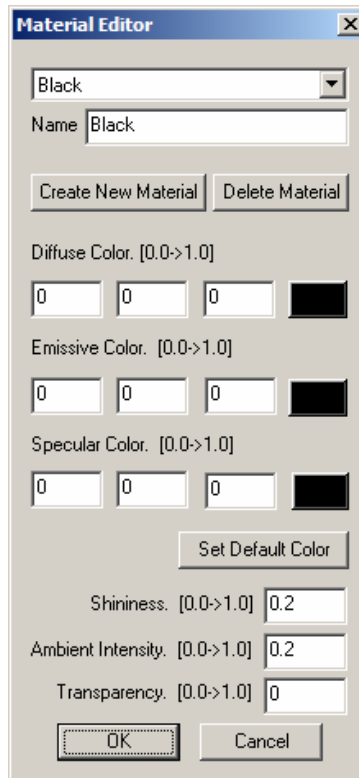 Material Editor
Black
Name Black
Create New Material Delete Material
Diffuse Color. [0.0->1.0]
0 0 0
Emissive Color. [0.0->1.0]
0 0 0
Specular Color. [0.0->1.0]
0 0 0
Set Default Color
Shininess. [0.0->1.0] 0.2
Ambient Intensity. [0.0->1.0] 0.2
Transparency. [0.0->1.0] 0
OK Cancel